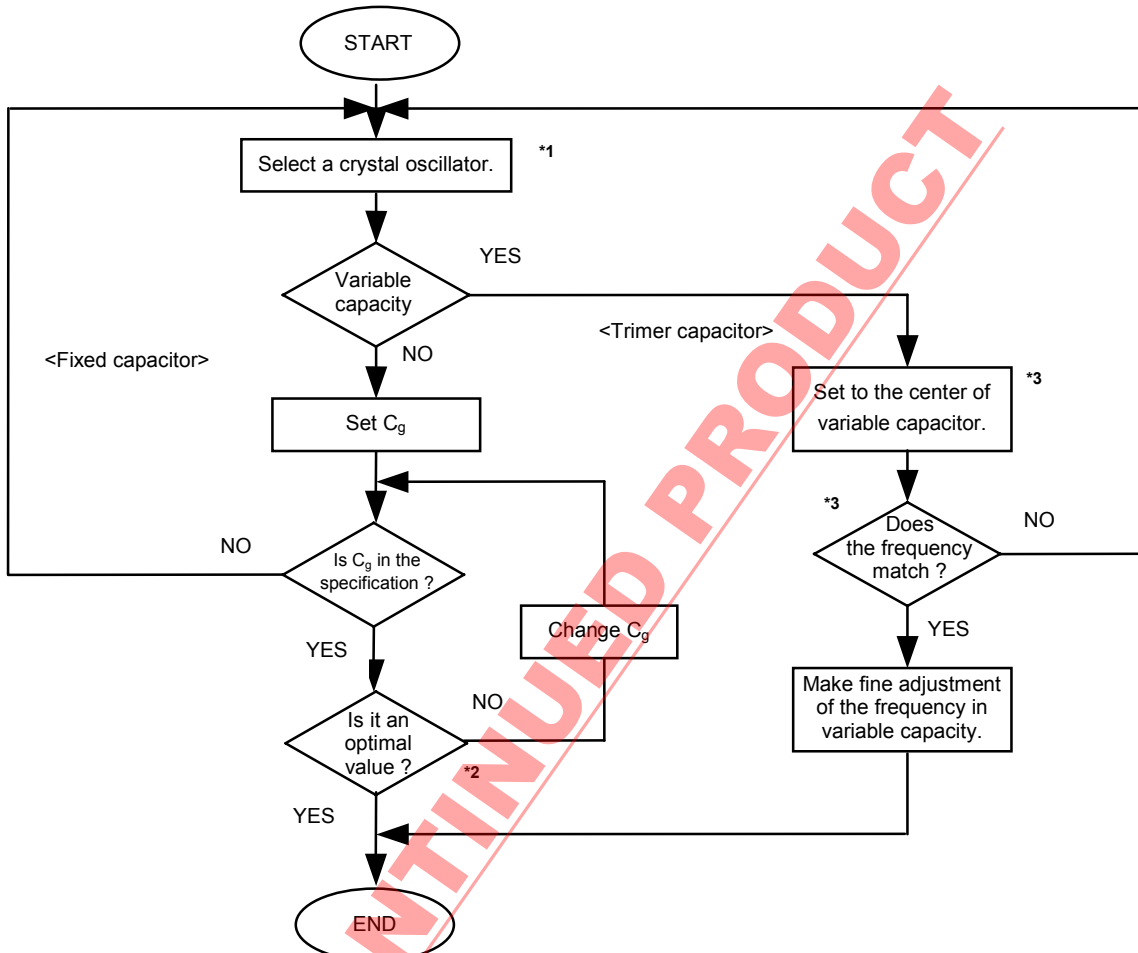 START
Select a crystal oscillator.
*1
Variable
capacity
YES
<Fixed capacitor>
NO
<Trimer capacitor>
Set Cg
Set to the center of
variable capacitor.
*3
*3
Does
the frequency
match ?
NO
NO
Is Cg in the
specification ?
Change Cg
YES
YES
Make fine adjustment
of the frequency in
variable capacity.
Is it an
optimal
value ?
NO
*2
YES
END
NTINUED PRODUCT